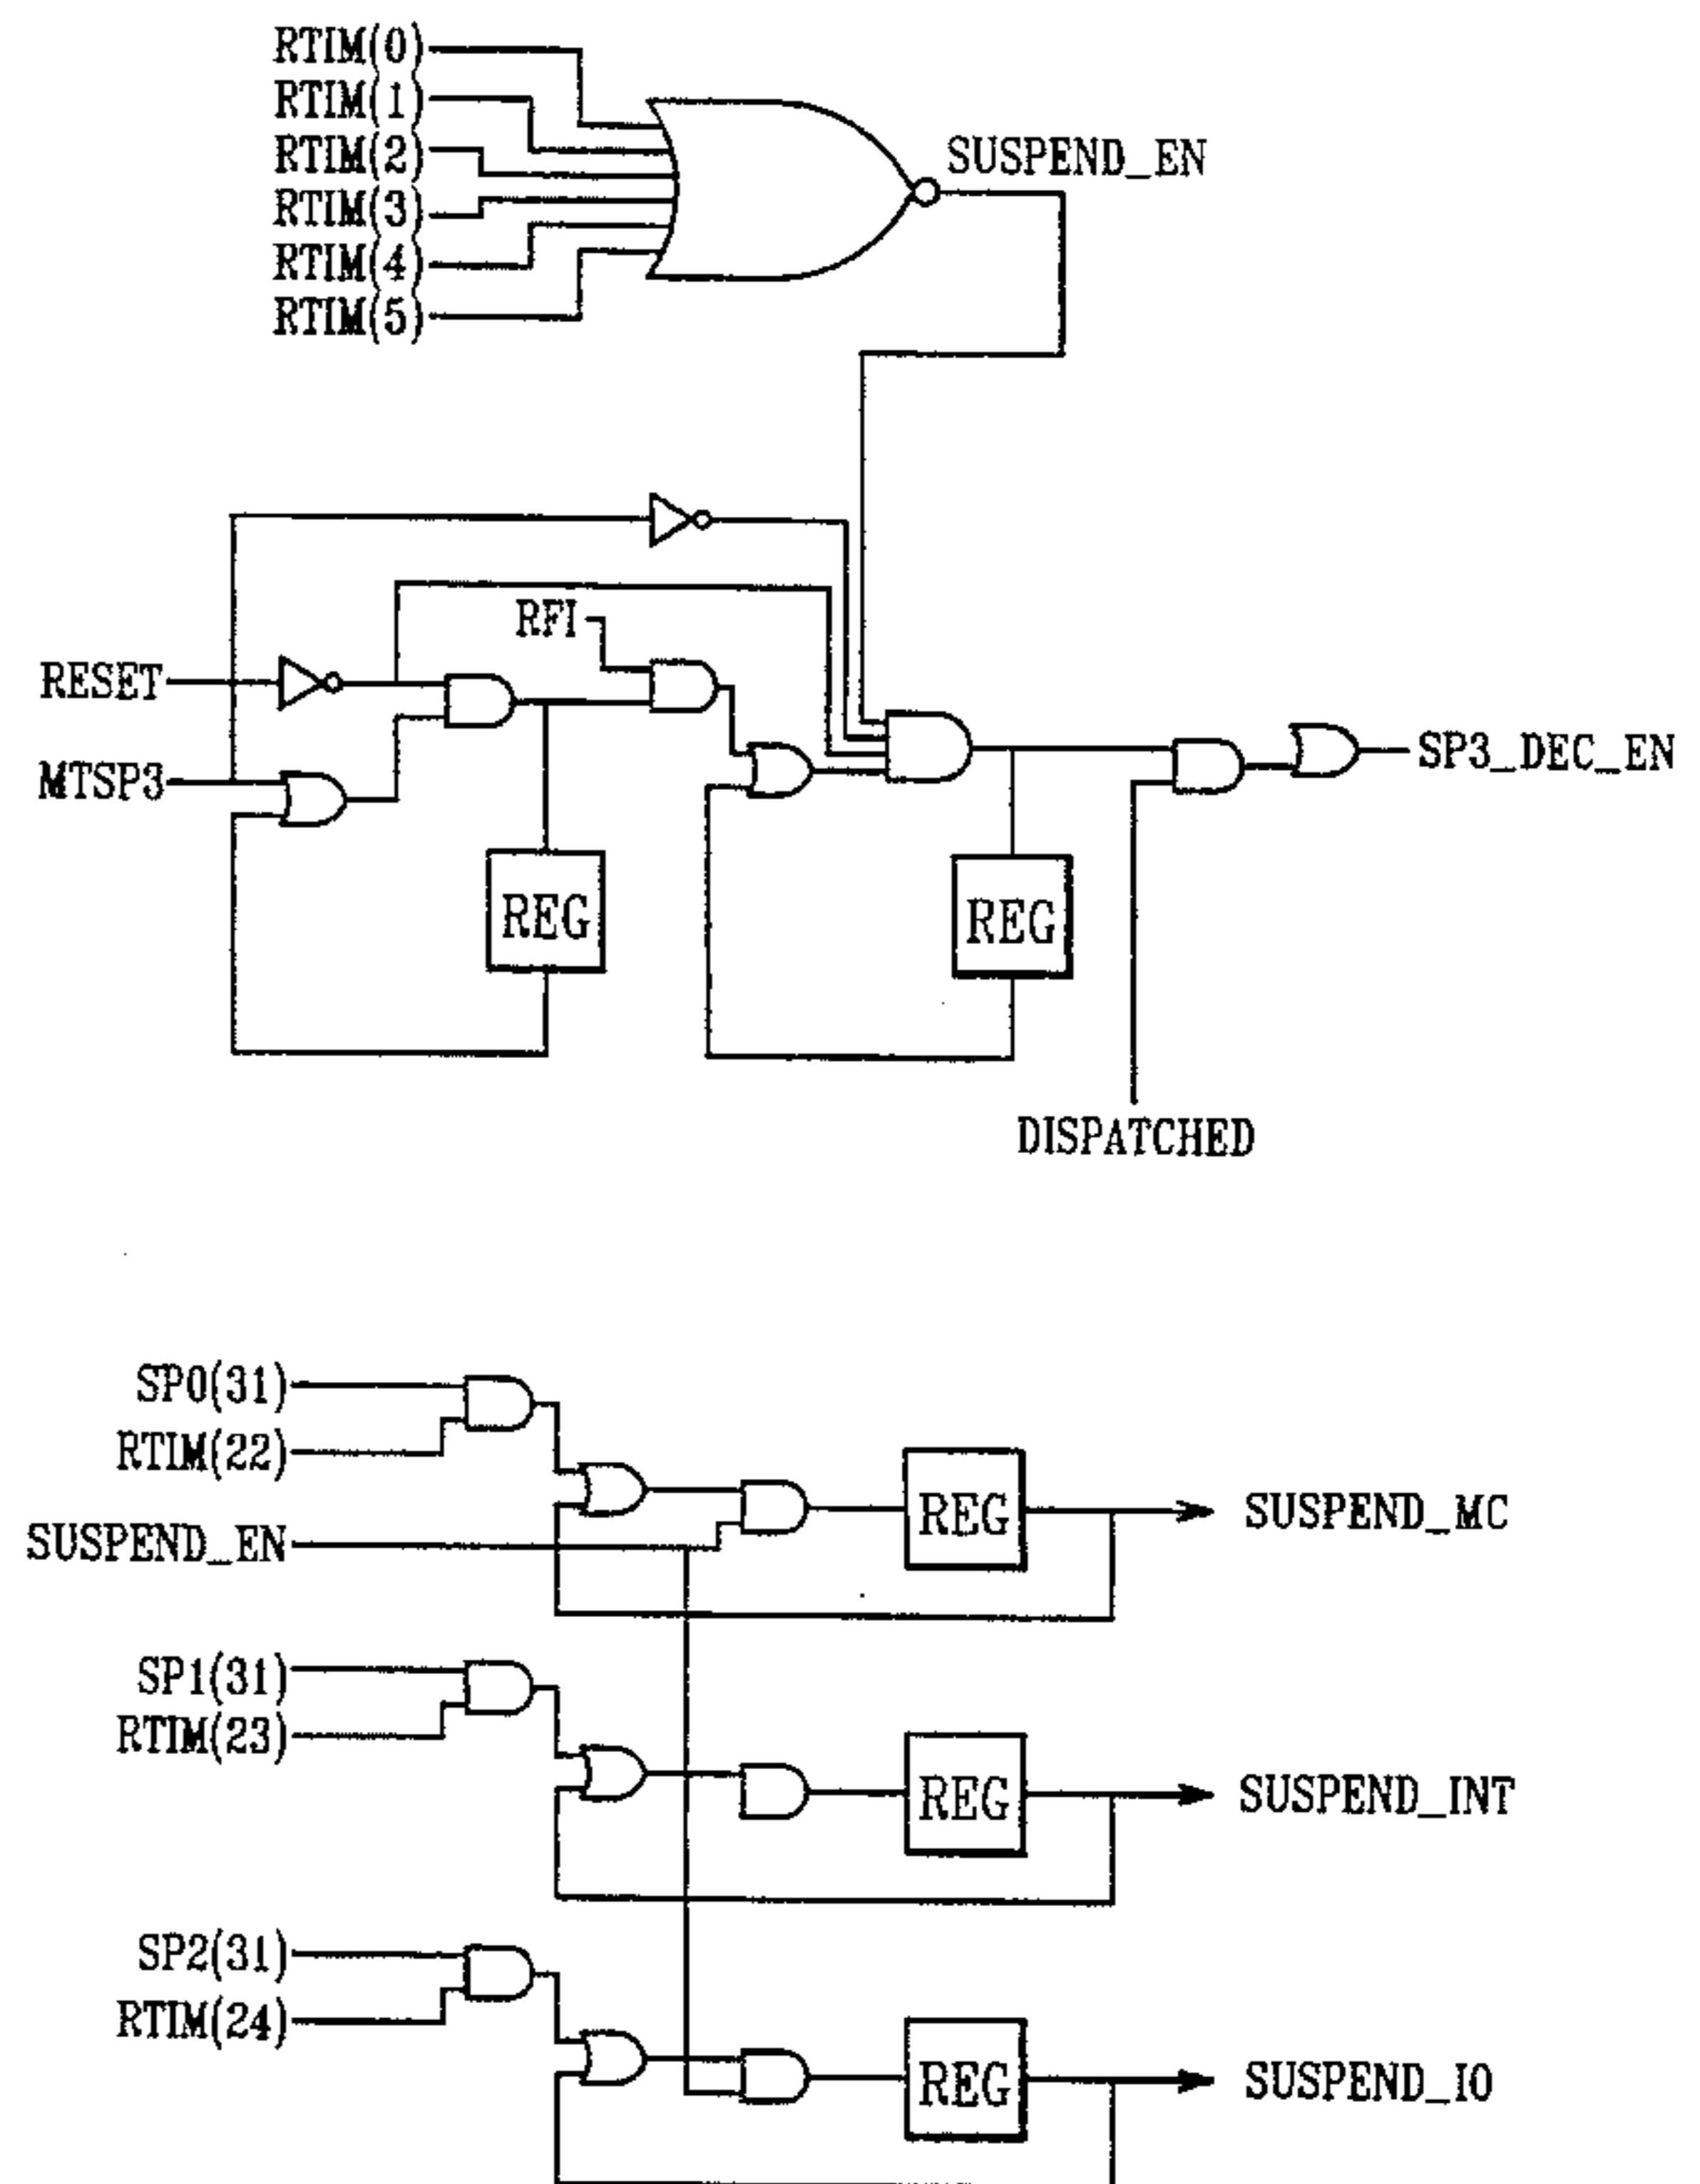 RTIM(0)
RTIM(1)
RTIM(2)
RTIM(3)
RTIM(4)
RTIM(5)
SUSPEND_EN
RFI
RESET
MTSP3
SP3_DEC_EN
REG
REG
DISPATCHED
SP0(31)
RTIM(22)
REG
SUSPEND_MC
SUSPEND_EN
SP1(31)
RTIM(23)
REG
SUSPEND_INT
SP2(31)
RTIM(24)
REG
SUSPEND_IO